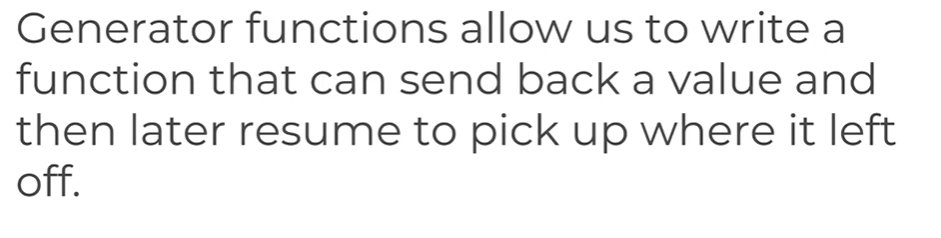 Generator functions allow us to write a
function that can send back a value and
then later resume to pick up where it left
off.